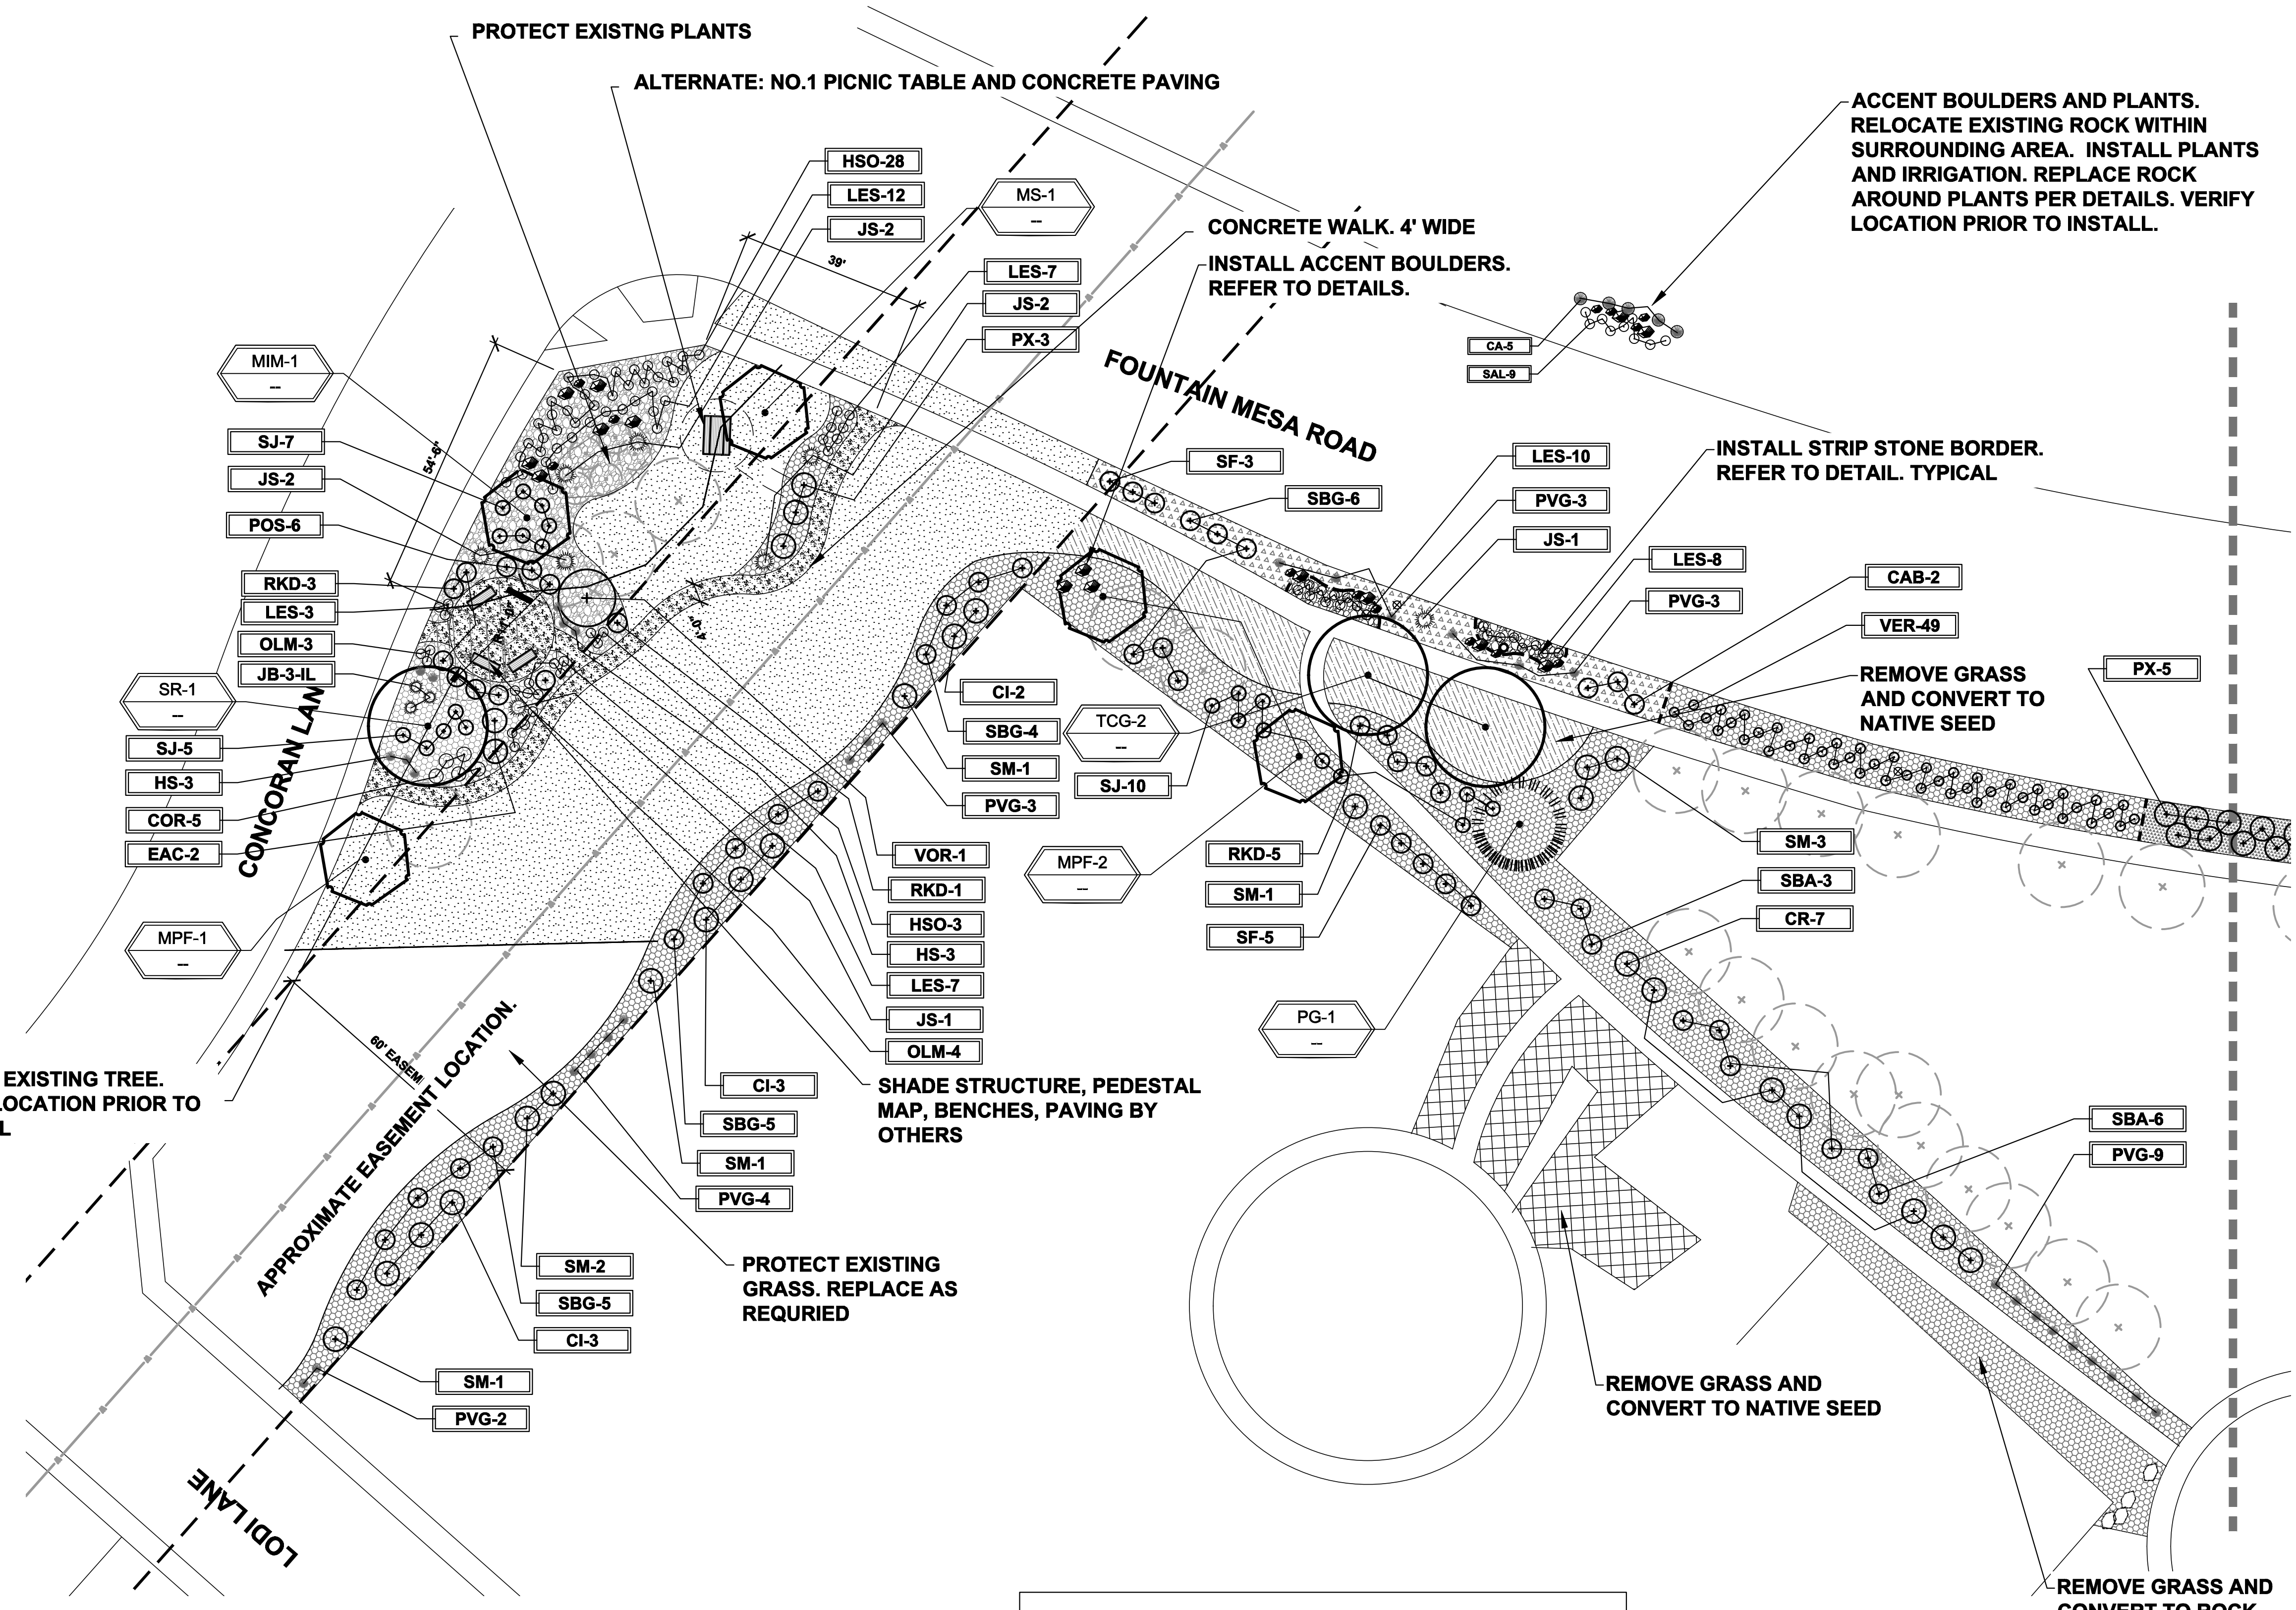 PROTECT EXISTNG PLANTS
ALTERNATE: NO.1 PICNIC TABLE AND CONCRETE PAVING
ACCENT BOULDERS AND PLANTS.
RELOCATE EXISTING ROCK WITHIN
SURROUNDING AREA. INSTALL PLANTS
AND IRRIGATION. REPLACE ROCK
AROUND PLANTS PER DETAILS. VERIFY
LOCATION PRIOR TO INSTALL.
HSO-28
LES-12
JS-2
MS-1
--
CONCRETE WALK. 4' WIDE
INSTALL ACCENT BOULDERS.
REFER TO DETAILS.
39'
LES-7
JS-2
PX-3
CA-5
SAL-9
FOUNTAIN MESA ROAD
MIM-1
--
54'-6"
SJ-7
JS-2
POS-6
RKD-3
LES-3
OLM-3
JB-3-IL
SR-1
--
SJ-5
HS-3
COR-5
EAC-2
CONCORAN LAN
MPF-1
--
4'-0"
SF-3
SBG-6
LES-10
PVG-3
JS-1
INSTALL STRIP STONE BORDER.
REFER TO DETAIL. TYPICAL
LES-8
PVG-3
CAB-2
VER-49
REMOVE GRASS
AND CONVERT TO
NATIVE SEED
PX-5
CI-2
SBG-4
SM-1
PVG-3
TCG-2
--
SJ-10
MPF-2
--
RKD-5
SM-1
SF-5
SM-3
SBA-3
CR-7
PG-1
--
VOR-1
RKD-1
HSO-3
HS-3
LES-7
JS-1
OLM-4
SHADE STRUCTURE, PEDESTAL
MAP, BENCHES, PAVING BY
OTHERS
CI-3
SBG-5
SM-1
PVG-4
60' EASEM
APPROXIMATE EASEMENT LOCATION.
EXISTING TREE.
LOCATION PRIOR TO
L
SM-2
SBG-5
CI-3
PROTECT EXISTING
GRASS. REPLACE AS
REQURIED
SM-1
PVG-2
LODI LANE
SBA-6
PVG-9
REMOVE GRASS AND
CONVERT TO NATIVE SEED
REMOVE GRASS AND
CONVERT TO ROCK